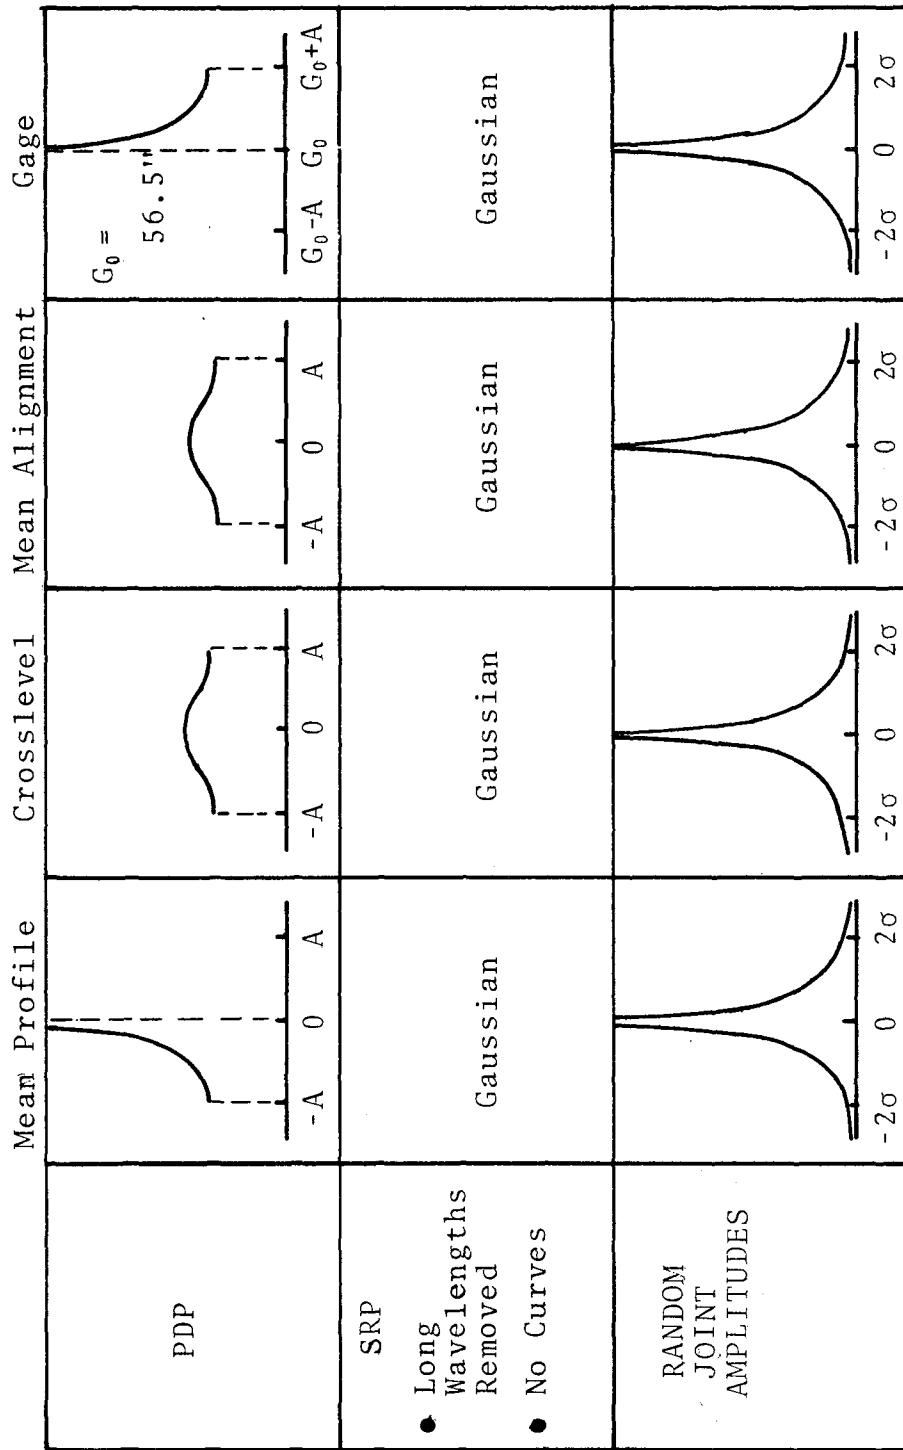 Mean Profile
Crosslevel
Mean Alignment
Gage
PDP
-A 0 A
-A 0 A
-A 0 A
G₀ =
56.5"
G₀-A G₀ G₀+A
SRP
● Long
Wavelengths
Removed
● No Curves
Gaussian
Gaussian
Gaussian
Gaussian
RANDOM
JOINT
AMPLITUDES
-2σ 0 2σ
-2σ 0 2σ
-2σ 0 2σ
-2σ 0 2σ